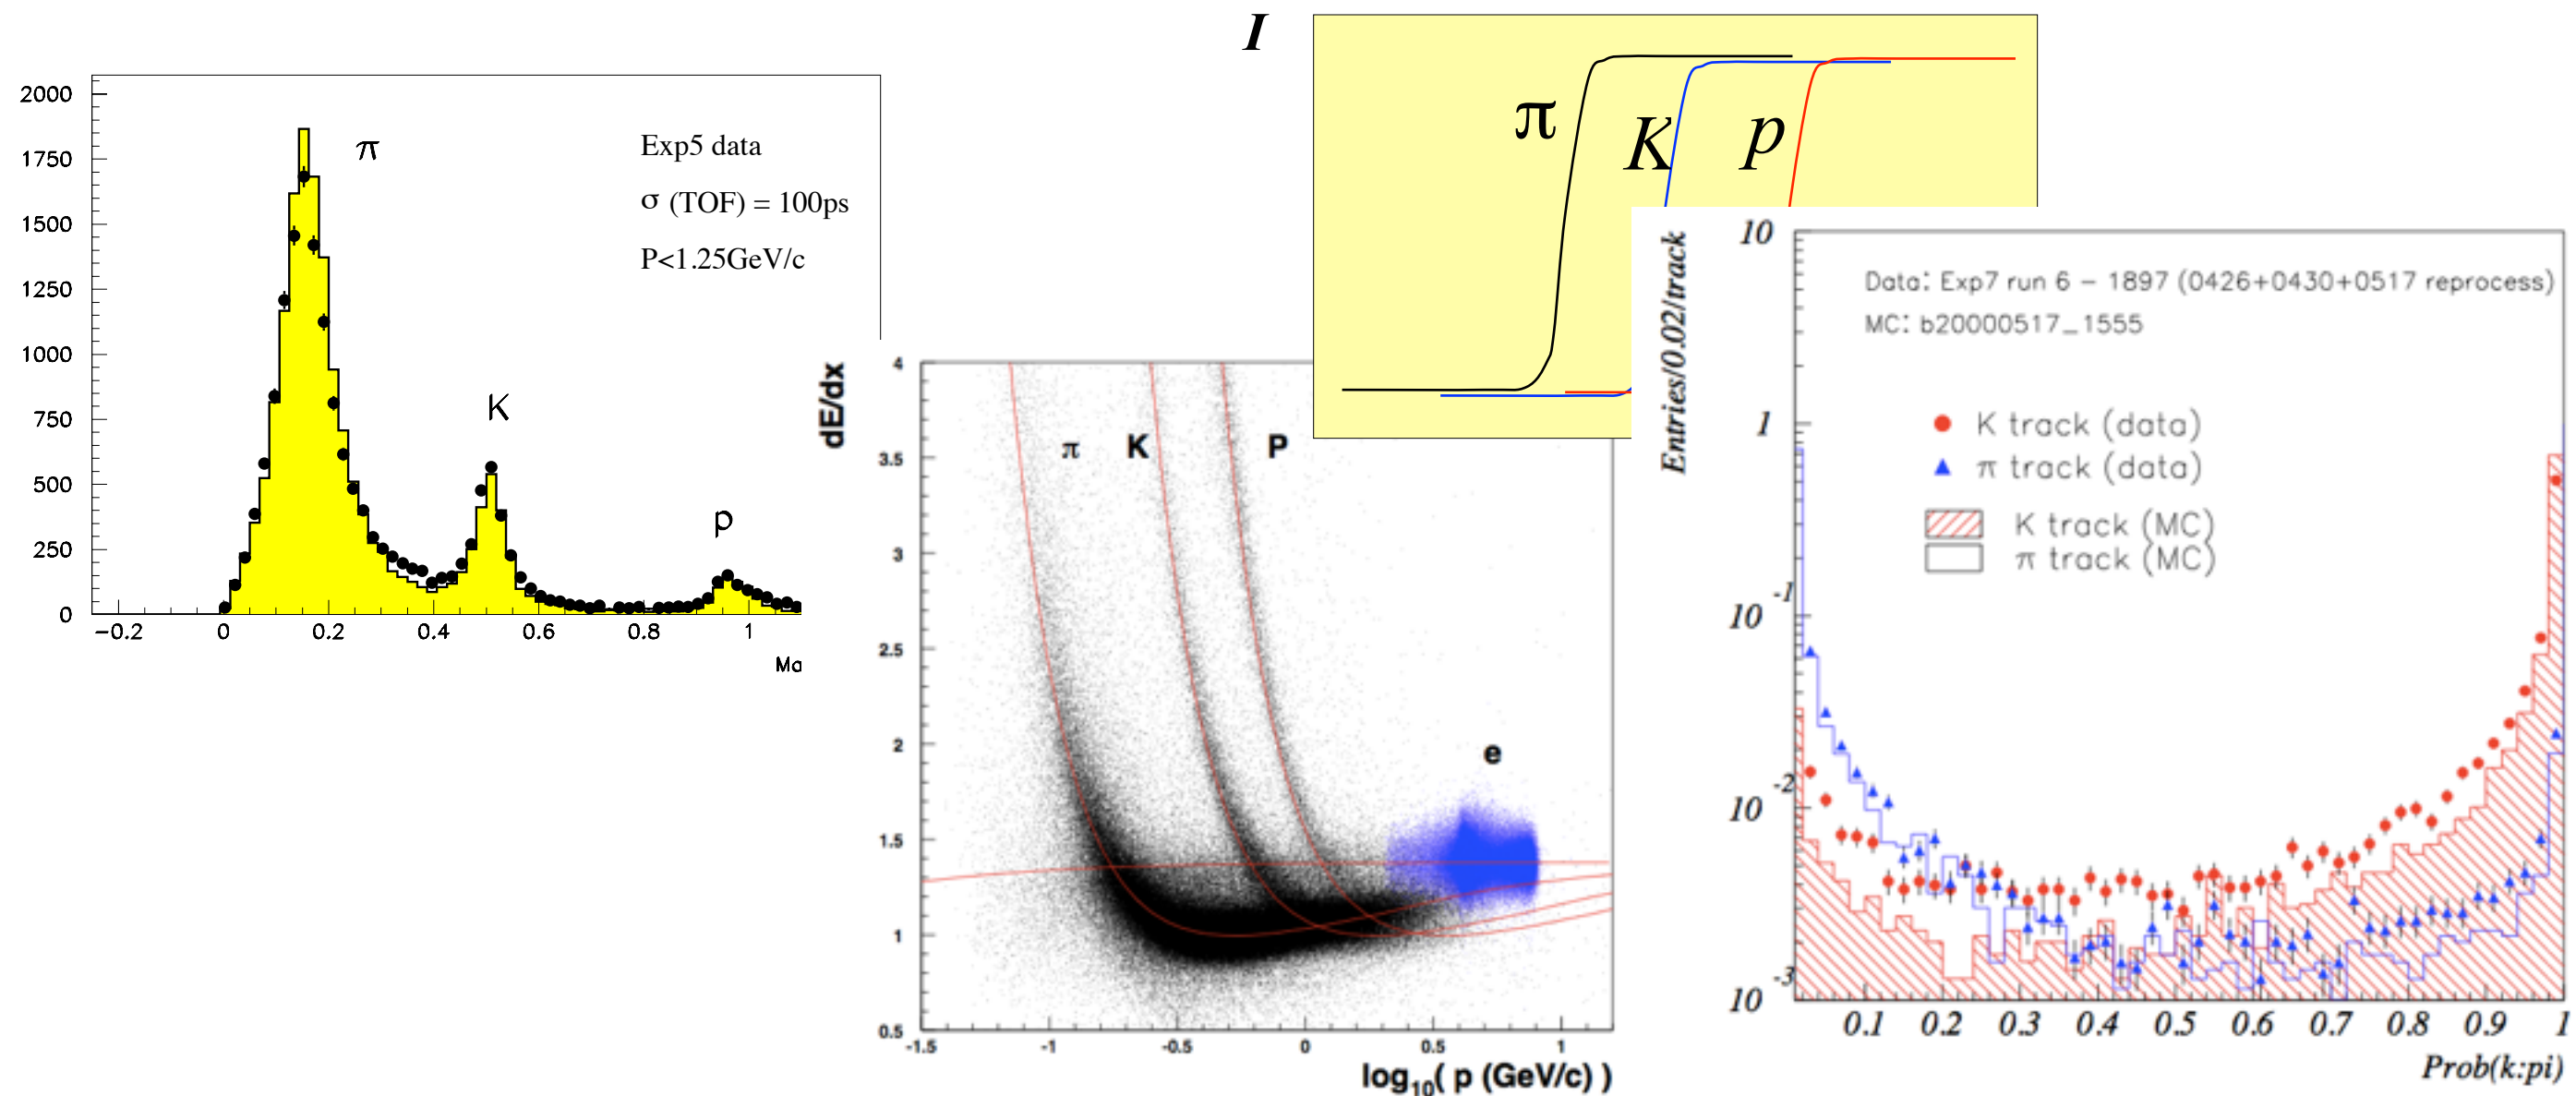 2000
1750
1500
1250
1000
750
500
250
0
−0.2
0
0.2
0.4
0.6
0.8
1
Ma
π
K
p
Exp5 data
σ (TOF) = 100ps
P<1.25GeV/c
I
π
K
p
dE/dx
4
3.5
3
2.5
2
1.5
1
0.5
π
K
P
e
-1.5
-1
-0.5
0
0.5
1
log10( p (GeV/c) )
Entries/0.02/track
10
1
10 -1
10 -2
10 -3
Data: Exp7 run 6 − 1897 (0426+0430+0517 reprocess)
MC: b20000517_1555
K track (data)
π track (data)
K track (MC)
π track (MC)
0.1
0.2
0.3
0.4
0.5
0.6
0.7
0.8
0.9
1
Prob(k:pi)